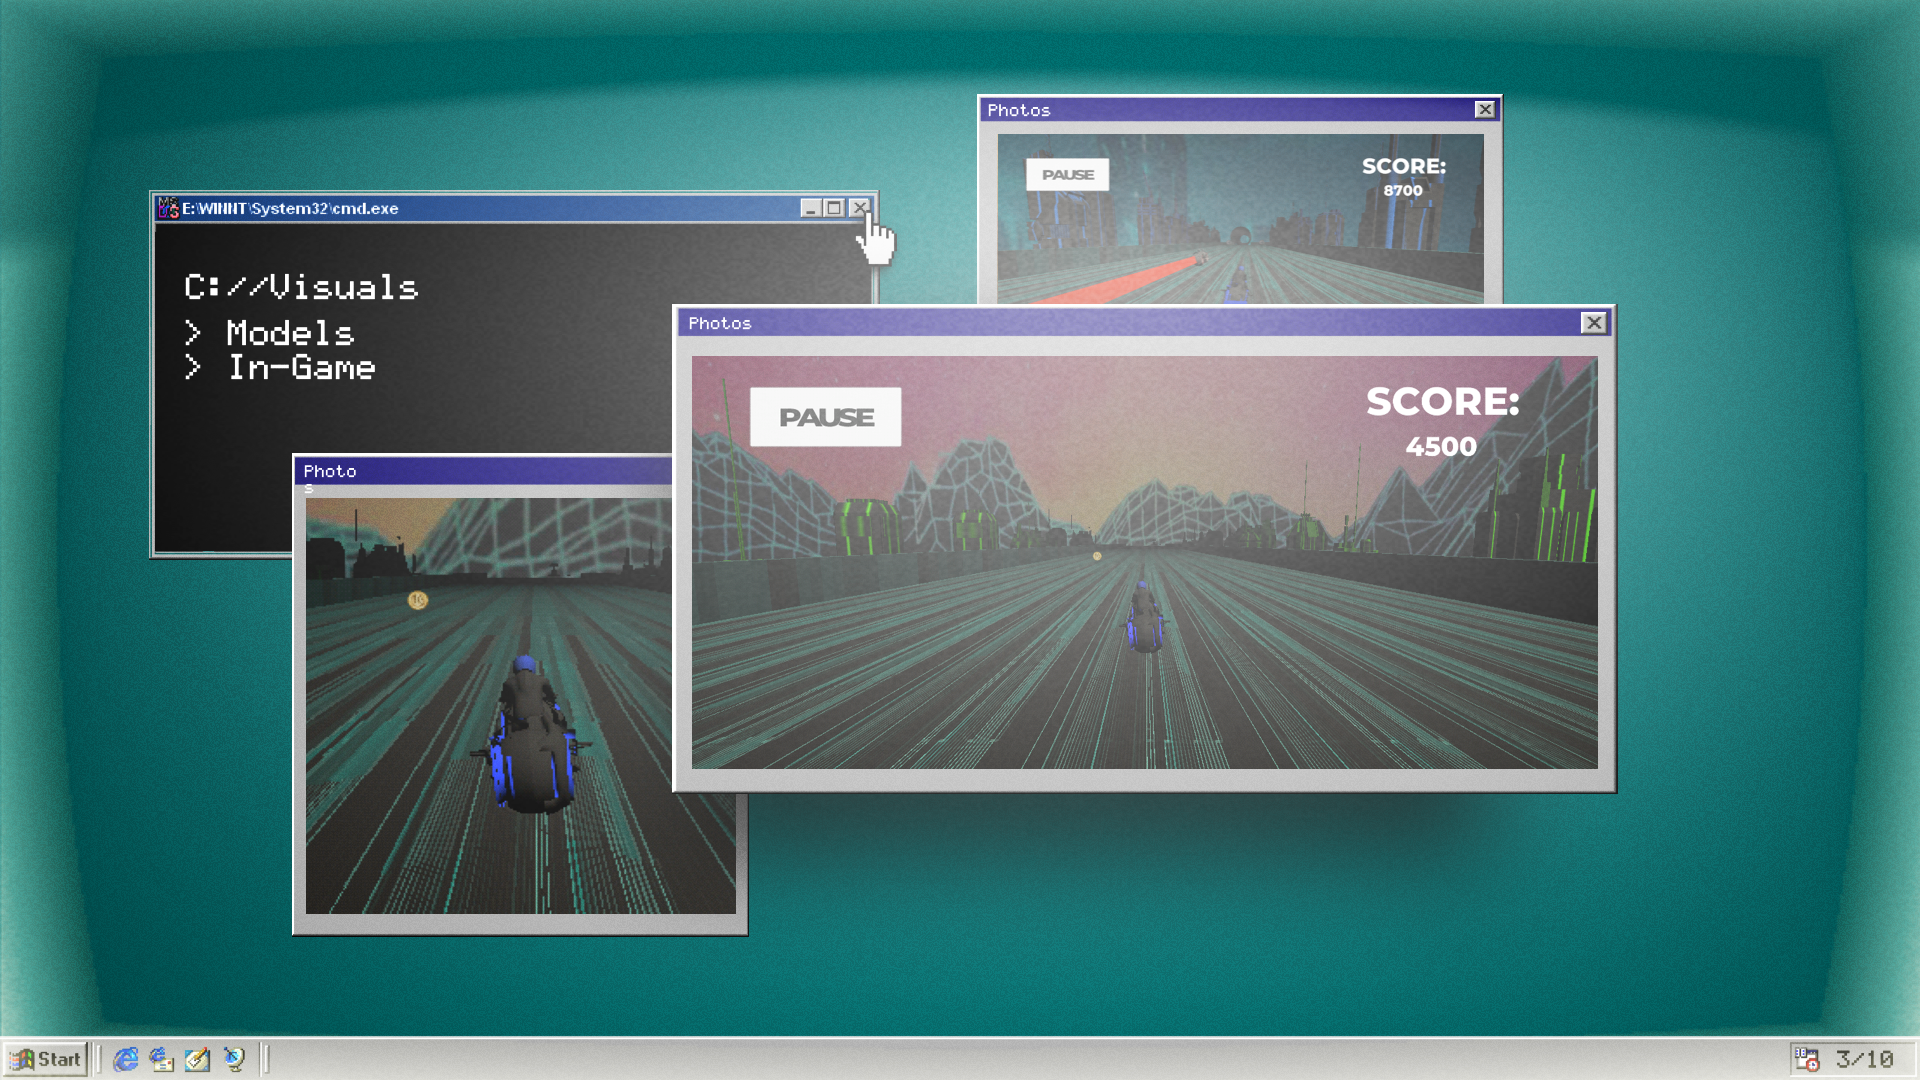 Photos
PAUSE
SCORE:
8700
E:\WINNT\System32\cmd.exe
C://Visuals
> Models
> In-Game
Photos
PAUSE
SCORE:
4500
Photo
s
Start
3/10